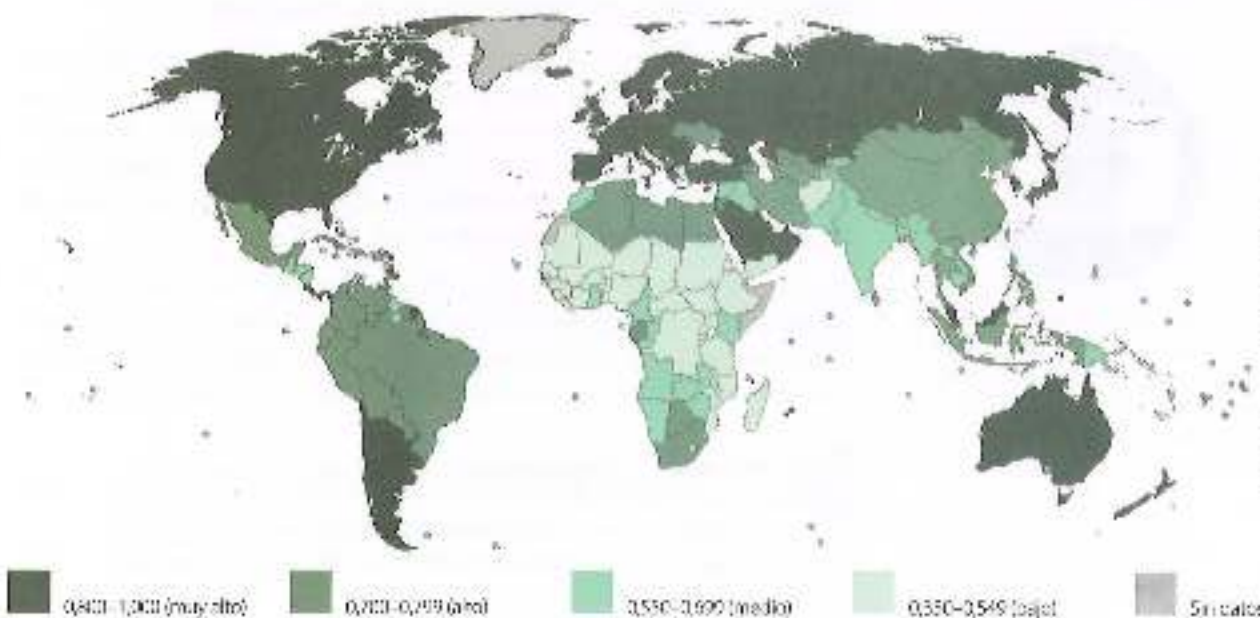 0,800–1,000 (muy alto)
0,700–0,799 (alto)
0,550–0,699 (medio)
0,350–0,549 (bajo)
Sin datos